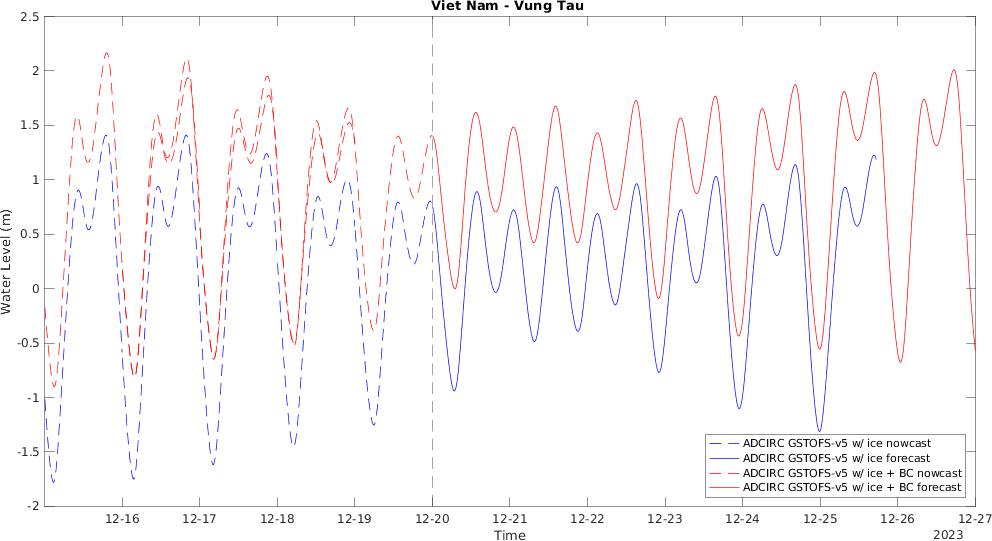 Viet Nam - Vung Tau
2.5
2
1.5
1
0.5
0
-0.5
-1
-1.5
-2
Water Level (m)
12-16 12-17 12-18 12-19 12-20 12-21 12-22 12-23 12-24 12-25 12-26 12-27
Time
2023
ADCIRC GSTOFS-v5 w/ ice nowcast
ADCIRC GSTOFS-v5 w/ ice forecast
ADCIRC GSTOFS-v5 w/ ice + BC nowcast
ADCIRC GSTOFS-v5 w/ ice + BC forecast